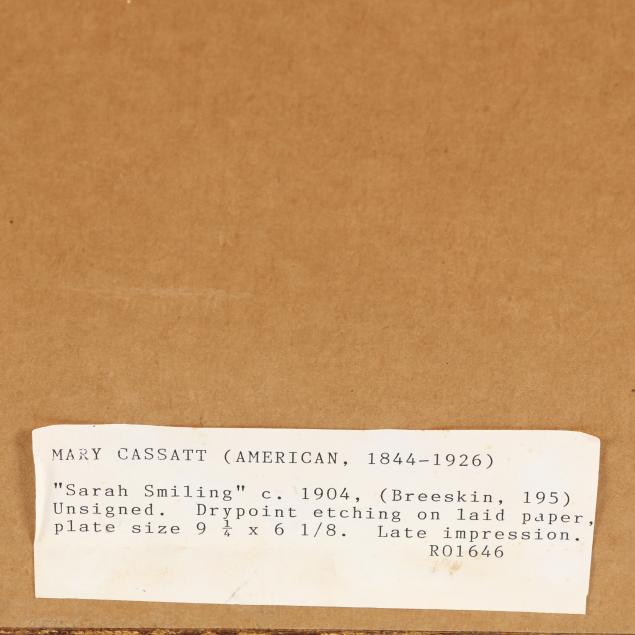 MARY CASSATT (AMERICAN, 1844-1926)
"Sarah Smiling" c. 1904, (Breeskin, 195)
Unsigned. Drypoint etching on laid paper,
plate size 9 ¼ x 6 1/8. Late impression.
RO1646